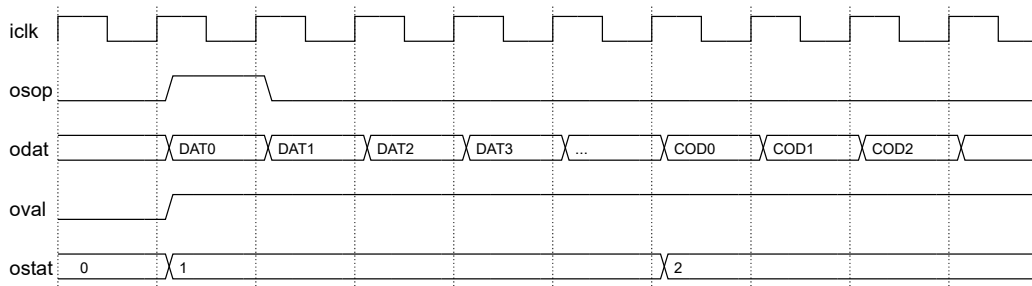 iclk
osop
odat DAT0 DAT1 DAT2 DAT3 ... COD0 COD1 COD2
oval
ostat 0 1 2